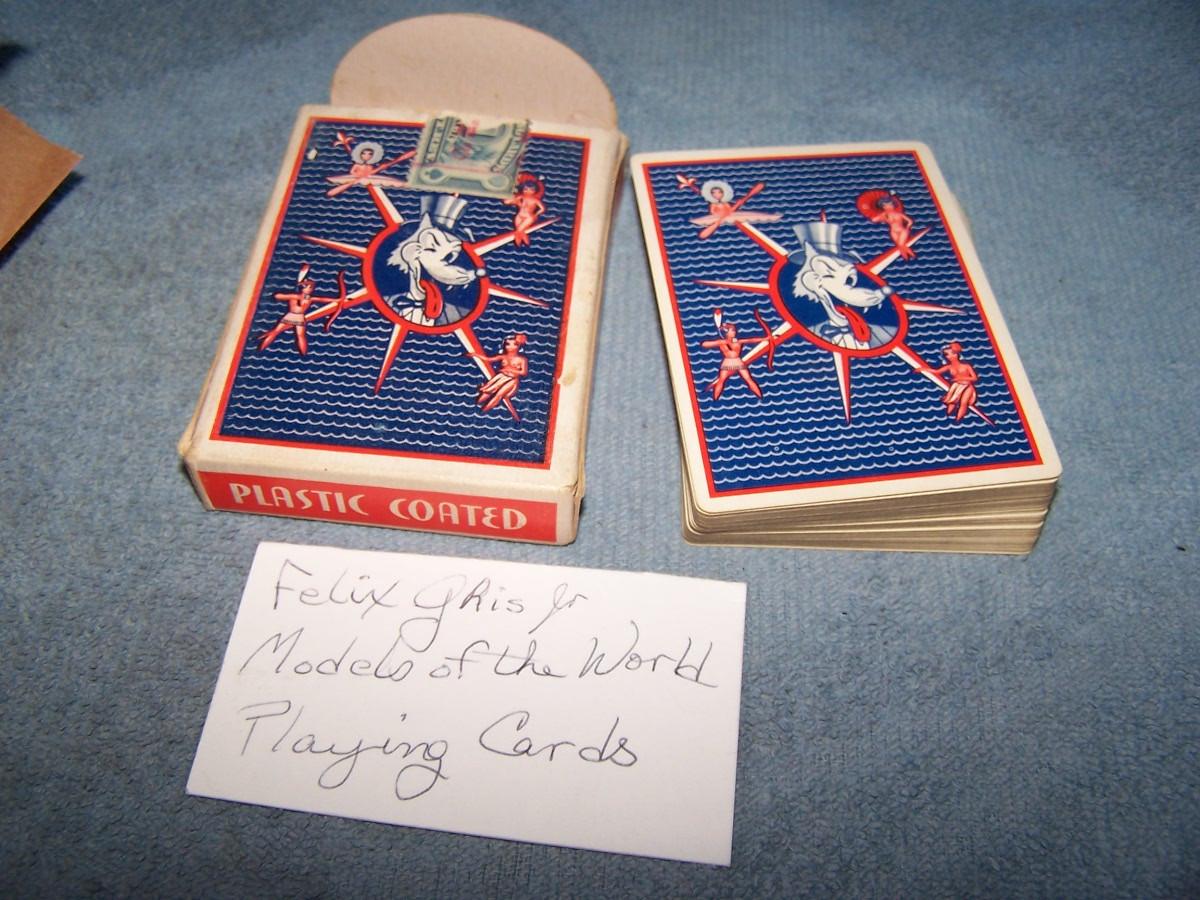 PLASTIC COATED
Felix Ghis Jr
Models of the World
Playing Cards